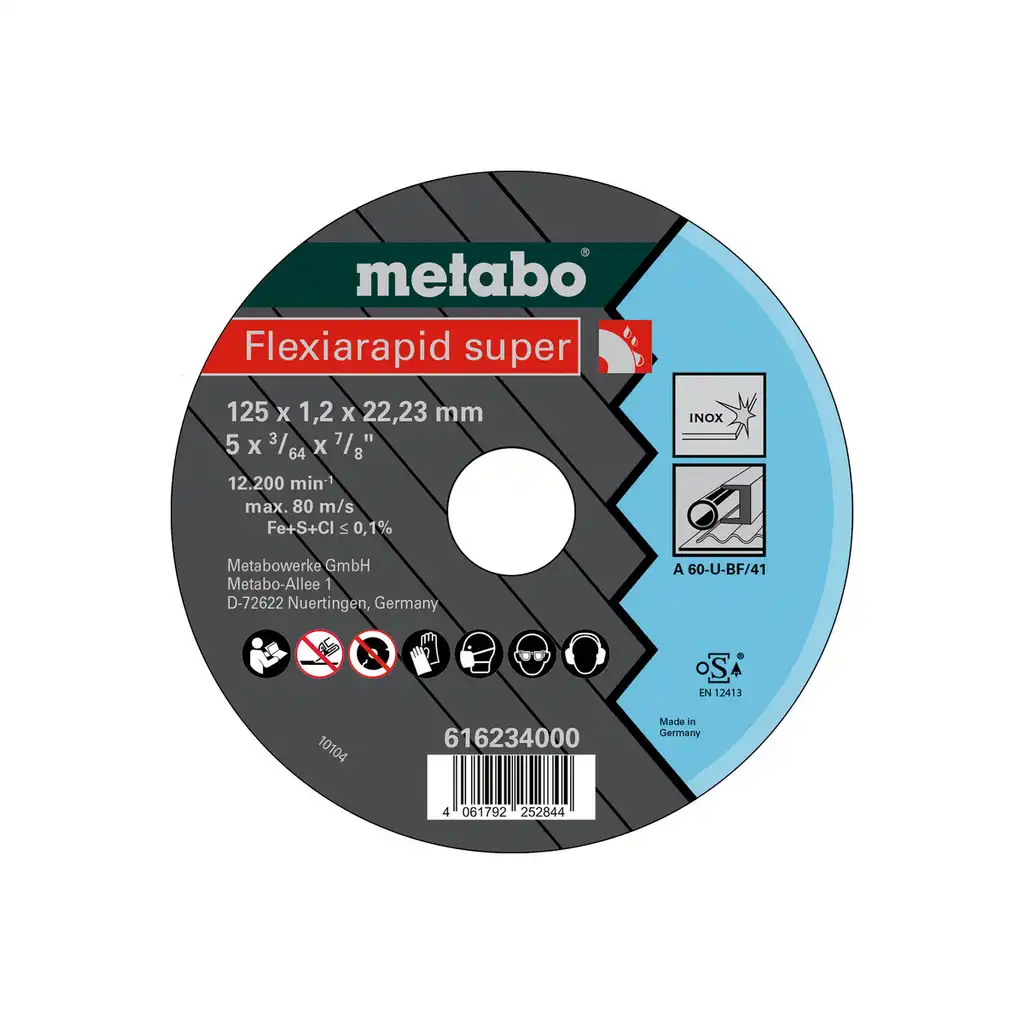 metabo®
Flexiarapid super
125 x 1,2 x 22,23 mm
5 x 3/64 x 7/8"
12.200 min-1
max. 80 m/s
Fe+S+Cl ≤ 0,1%
Metabowerke GmbH
Metabo-Allee 1
D-72622 Nuertingen, Germany
INOX
A 60-U-BF/41
oSa®
EN 12413
Made in
Germany
10104
616234000
4 061792 252844